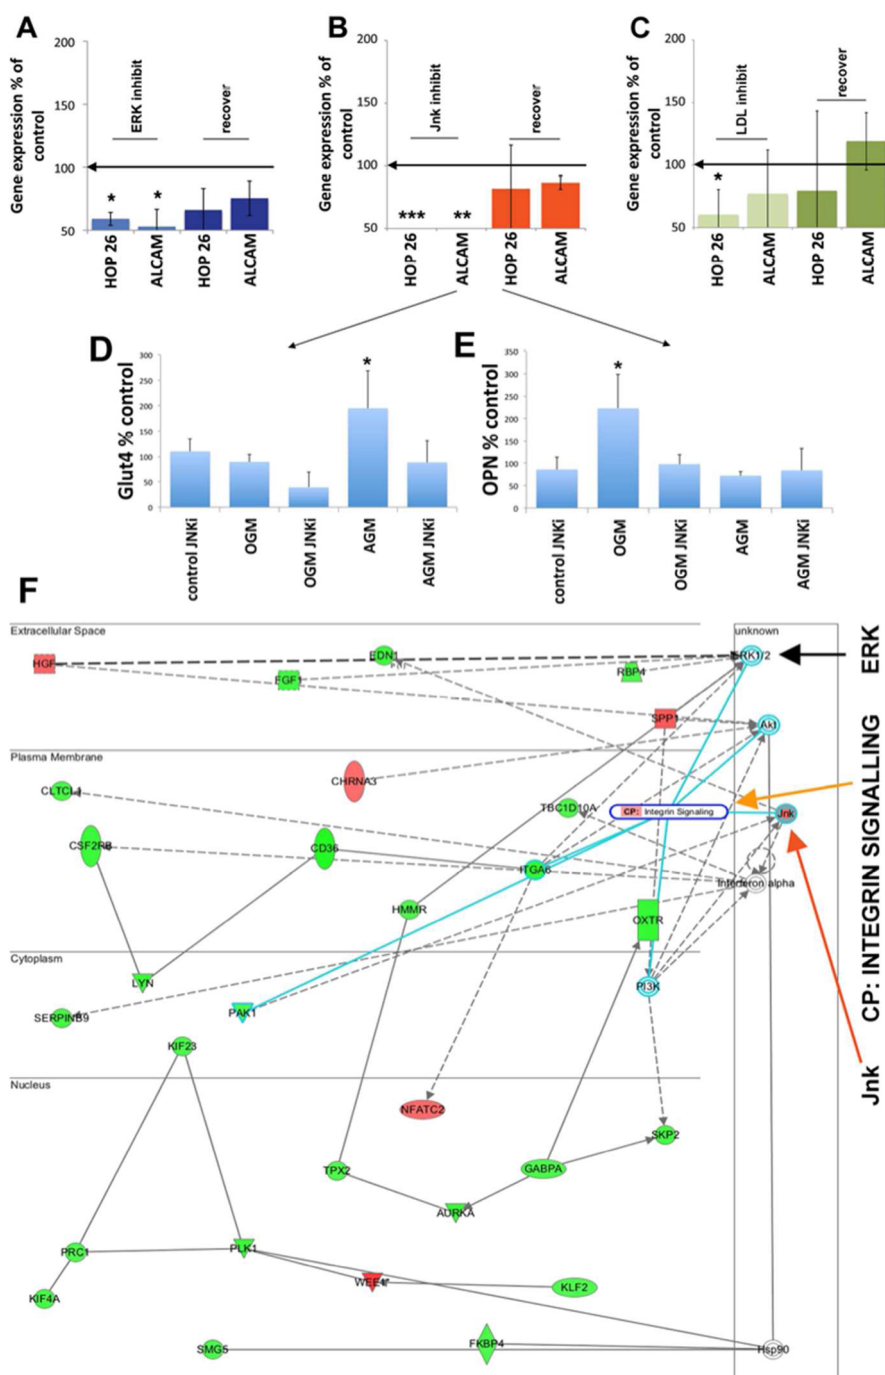 A
Gene expression % of
control
200
150
100
50
ERK inhibit
recover
*
*
HOP 26
ALCAM
HOP 26
ALCAM
B
Gene expression % of
control
200
150
100
50
Jnk inhibit
recover
***
**
HOP 26
ALCAM
HOP 26
ALCAM
C
Gene expression % of
control
200
150
100
50
LDL inhibit
recover
*
HOP 26
ALCAM
HOP 26
ALCAM
D
Glut4 % control
350
300
250
200
150
100
50
0
*
control JNKi
OGM
OGM JNKi
AGM
AGM JNKi
E
OPN % control
350
300
250
200
150
100
50
0
*
control JNKi
OGM
OGM JNKi
AGM
AGM JNKi
F
Extracellular Space
unknown
HGF
EDN1
ERK1/2
FGF1
RBP4
SPP1
Akt
Plasma Membrane
CHRNA3
CLTCL1
TBC1D10A
CP: Integrin Signaling
Jnk
CSF2RB
CD36
ITGA6
Interferon alpha
HMMR
OXTR
Cytoplasm
LYN
PI3K
PAK1
SERPINB9
KIF23
Nucleus
NFATC2
SKP2
TPX2
GABPA
AURKA
PRC1
PLK1
WEE1*
KLF2
KIF4A
FKBP4
SMG5
Hsp90
ERK
CP: INTEGRIN SIGNALLING
Jnk